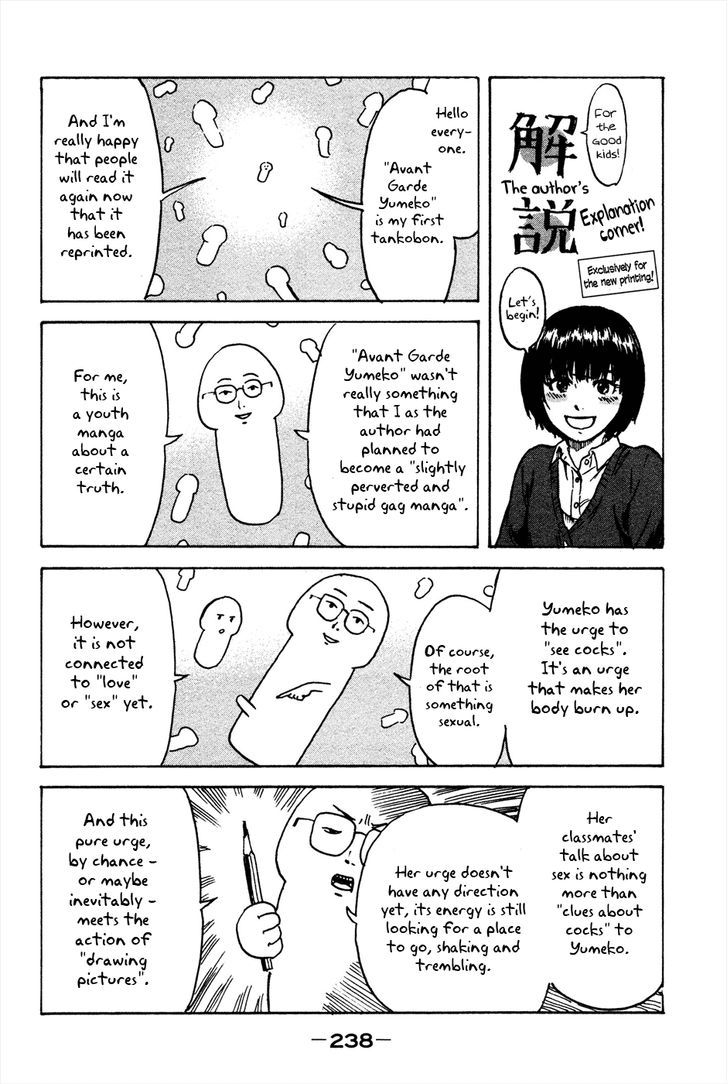 For
the
GOOD
kids!
解
The author's
説
Explanation
corner!
Exclusively for
the new printing!
Let's
begin!
Hello
every-
one.
"Avant
Garde
Yumeko"
is my first
tankobon.
And I'm
really happy
that people
will read it
again now
that it
has been
reprinted.
"Avant Garde
Yumeko" wasn't
really something
that I as the
author had
planned to
become a "slightly
perverted and
stupid gag manga".
For me,
this is
a youth
manga
about a
certain
truth.
Yumeko has
the urge to
"see cocks".
It's an urge
that makes her
body burn up.
Of course,
the root
of that is
something
sexual.
However,
it is not
connected
to "love"
or "sex" yet.
Her
classmates'
talk about
sex is nothing
more than
"clues about
cocks" to
Yumeko.
Her urge doesn't
have any direction
yet, its energy is still
looking for a place
to go, shaking and
trembling.
And this
pure urge,
by chance -
or maybe
inevitably -
meets the
action of
"drawing
pictures".
-238-